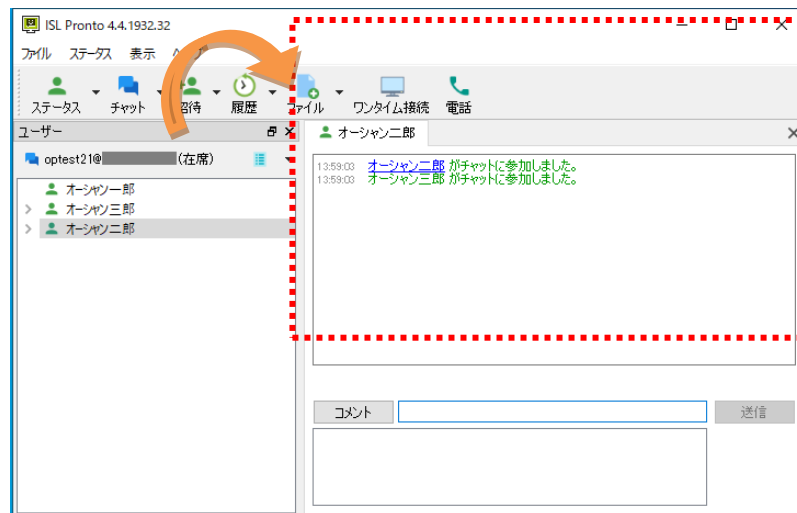 ISL Pronto 4.4.1932.32
ファイル ステータス 表示
ステータス チャット 招待 履歴 ファイル ワンタイム接続 電話
ユーザー
オーシャン二郎
optest21@ (在席)
オーシャン一郎
オーシャン三郎
オーシャン二郎
13:59:03 オーシャン二郎 がチャットに参加しました。
13:59:03 オーシャン三郎 がチャットに参加しました。
コメント
送信